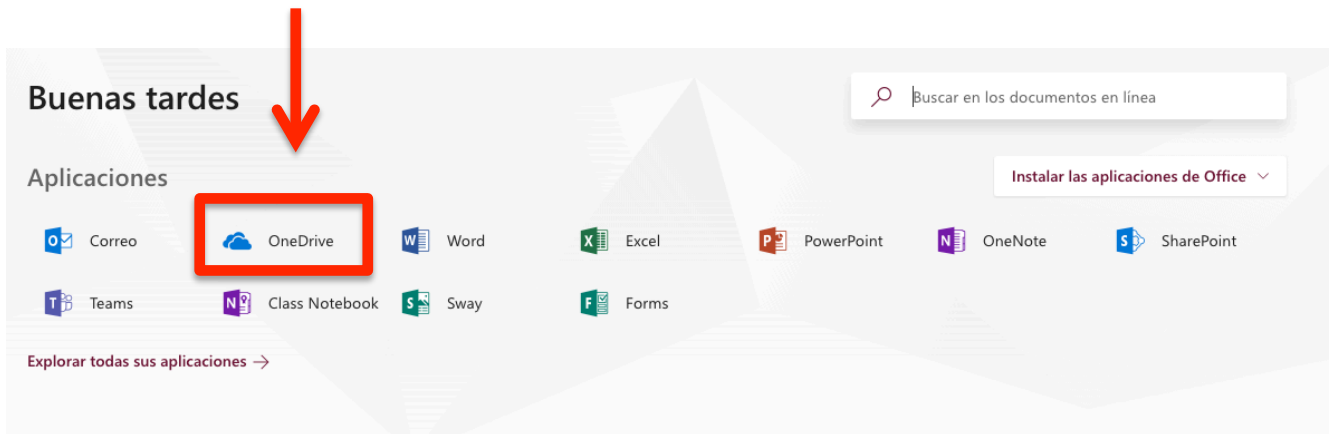 Buenas tardes
Buscar en los documentos en línea
Aplicaciones
Instalar las aplicaciones de Office
Correo OneDrive Word Excel PowerPoint OneNote SharePoint
Teams Class Notebook Sway Forms
Explorar todas sus aplicaciones →